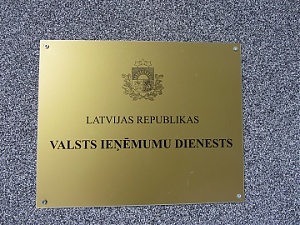 LATVIJAS REPUBLIKAS
VALSTS IEŅĒMUMU DIENESTS